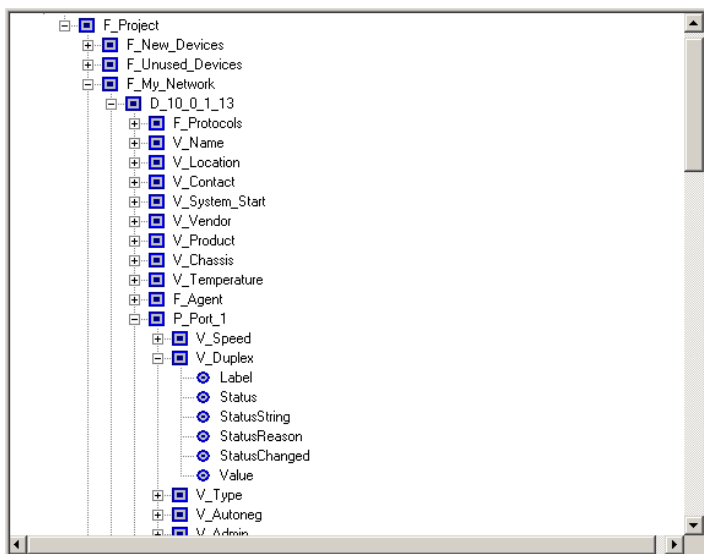 F_Project
F_New_Devices
F_Unused_Devices
F_My_Network
D_10_0_1_13
F_Protocols
V_Name
V_Location
V_Contact
V_System_Start
V_Vendor
V_Product
V_Chassis
V_Temperature
F_Agent
P_Port_1
V_Speed
V_Duplex
Label
Status
StatusString
StatusReason
StatusChanged
Value
V_Type
V_Autoneg
V_Admin